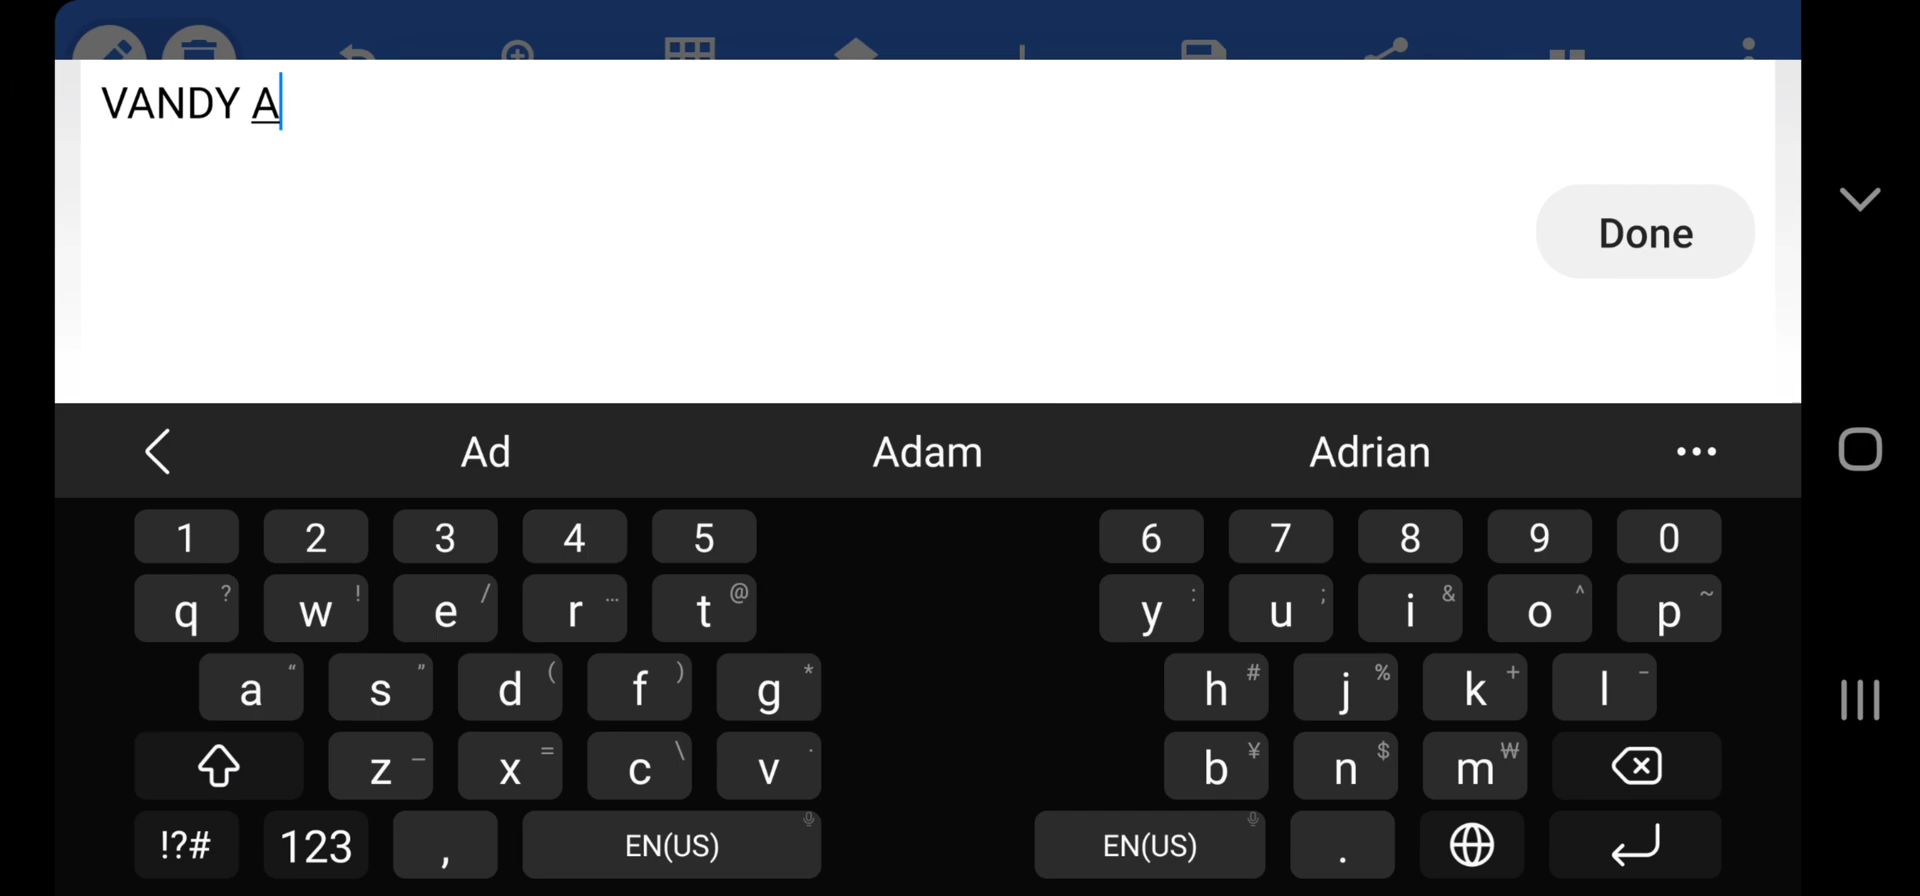 VANDY A
Done
Ad Adam Adrian ...
1 2 3 4 5 6 7 8 9 0
q ? w ! e / r ... t @ y : u ; i & o ^ p ~
a “ s ” d ( f ) g * h # j % k + l -
z _ x = c \ v · b ¥ n $ m ₩
!?# 123 , EN(US) EN(US) .